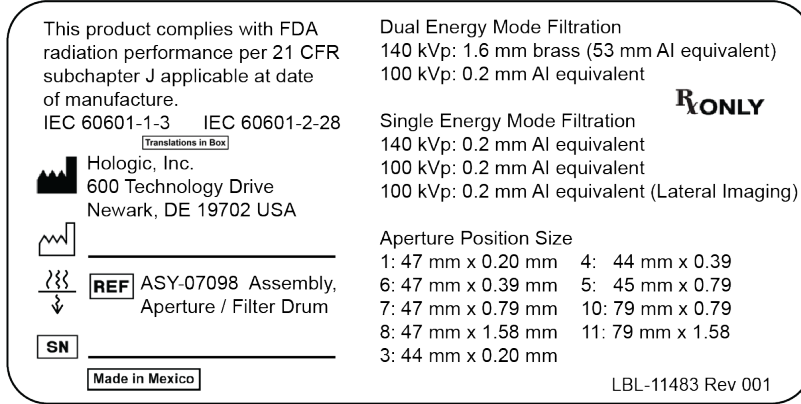 This product complies with FDA
radiation performance per 21 CFR
subchapter J applicable at date
of manufacture.
IEC 60601-1-3 IEC 60601-2-28
Translations in Box
Hologic, Inc.
600 Technology Drive
Newark, DE 19702 USA
REF ASY-07098 Assembly,
Aperture / Filter Drum
SN
Made in Mexico
Dual Energy Mode Filtration
140 kVp: 1.6 mm brass (53 mm Al equivalent)
100 kVp: 0.2 mm Al equivalent
Rx ONLY
Single Energy Mode Filtration
140 kVp: 0.2 mm Al equivalent
100 kVp: 0.2 mm Al equivalent
100 kVp: 0.2 mm Al equivalent (Lateral Imaging)
Aperture Position Size
1: 47 mm x 0.20 mm 4: 44 mm x 0.39
6: 47 mm x 0.39 mm 5: 45 mm x 0.79
7: 47 mm x 0.79 mm 10: 79 mm x 0.79
8: 47 mm x 1.58 mm 11: 79 mm x 1.58
3: 44 mm x 0.20 mm
LBL-11483 Rev 001